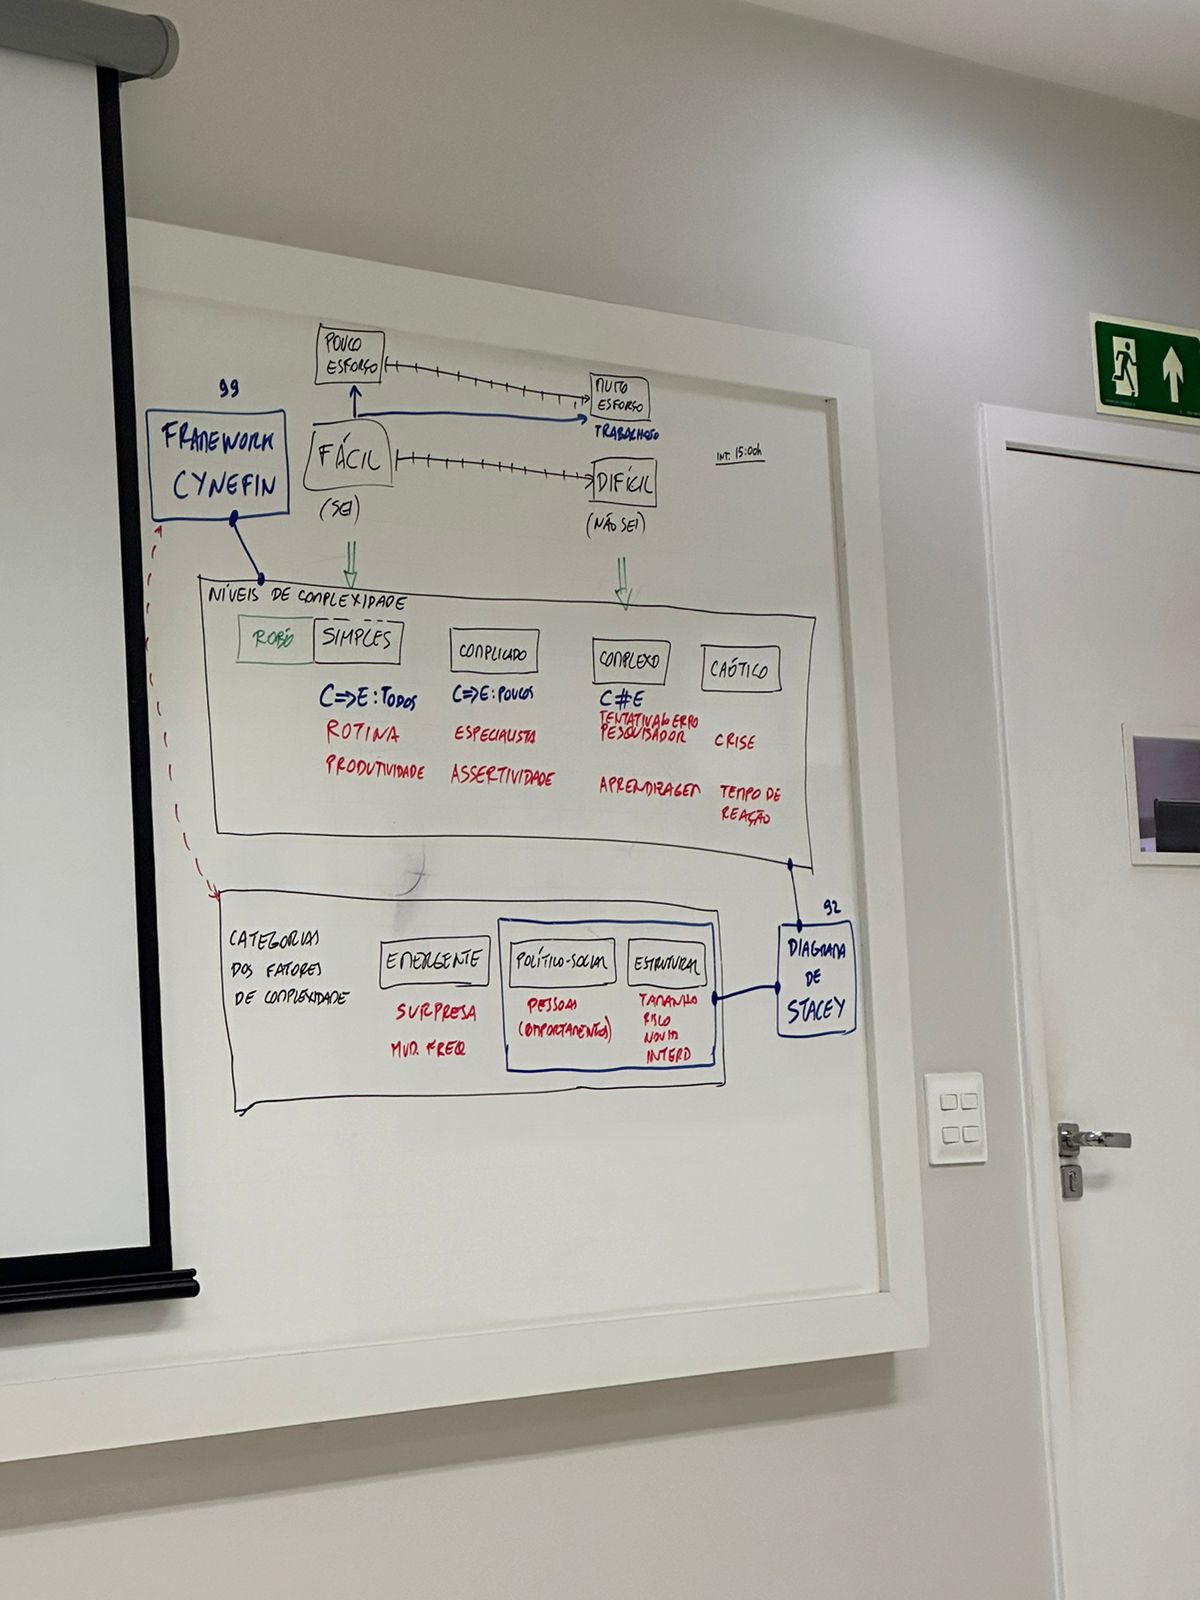 POUCO
ESFORÇO
MUITO
ESFORÇO
TRABALHOSO
99
FRAMEWORK
CYNEFIN
FÁCIL
(SEI)
DIFÍCIL
(NÃO SEI)
INT. 15:00h
NÍVEIS DE COMPLEXIDADE
ROBÔ
SIMPLES
COMPLICADO
COMPLEXO
CAÓTICO
C=>E: TODOS
C=>E: POUCOS
C#E
ROTINA
ESPECIALISTA
TENTATIVA & ERRO
PESQUISADOR
CRISE
PRODUTIVIDADE
ASSERTIVIDADE
APRENDIZAGEM
TEMPO DE
REAÇÃO
CATEGORIAS
DOS FATORES
DE COMPLEXIDADE
EMERGENTE
SURPRESA
MUD. FREQ
POLÍTICO-SOCIAL
PESSOAS
(COMPORTAMENTOS)
ESTRUTURAL
TAMANHO
RISCO
INTERD
92
DIAGRAMA
DE
STACEY